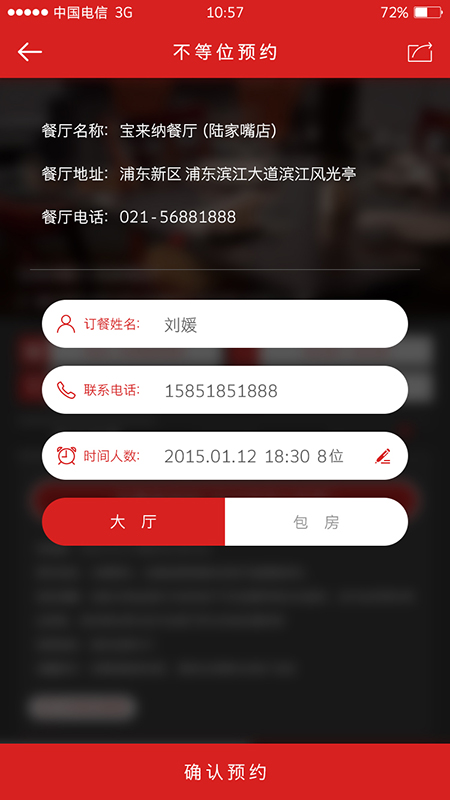 中国电信 3G 10:57 72%
不等位预约
餐厅名称: 宝来纳餐厅 (陆家嘴店)
餐厅地址: 浦东新区 浦东滨江大道滨江风光亭
餐厅电话: 021-56881888
订餐姓名: 刘媛
联系电话: 15851851888
时间人数: 2015.01.12 18:30 8位
大厅 包房
确认预约